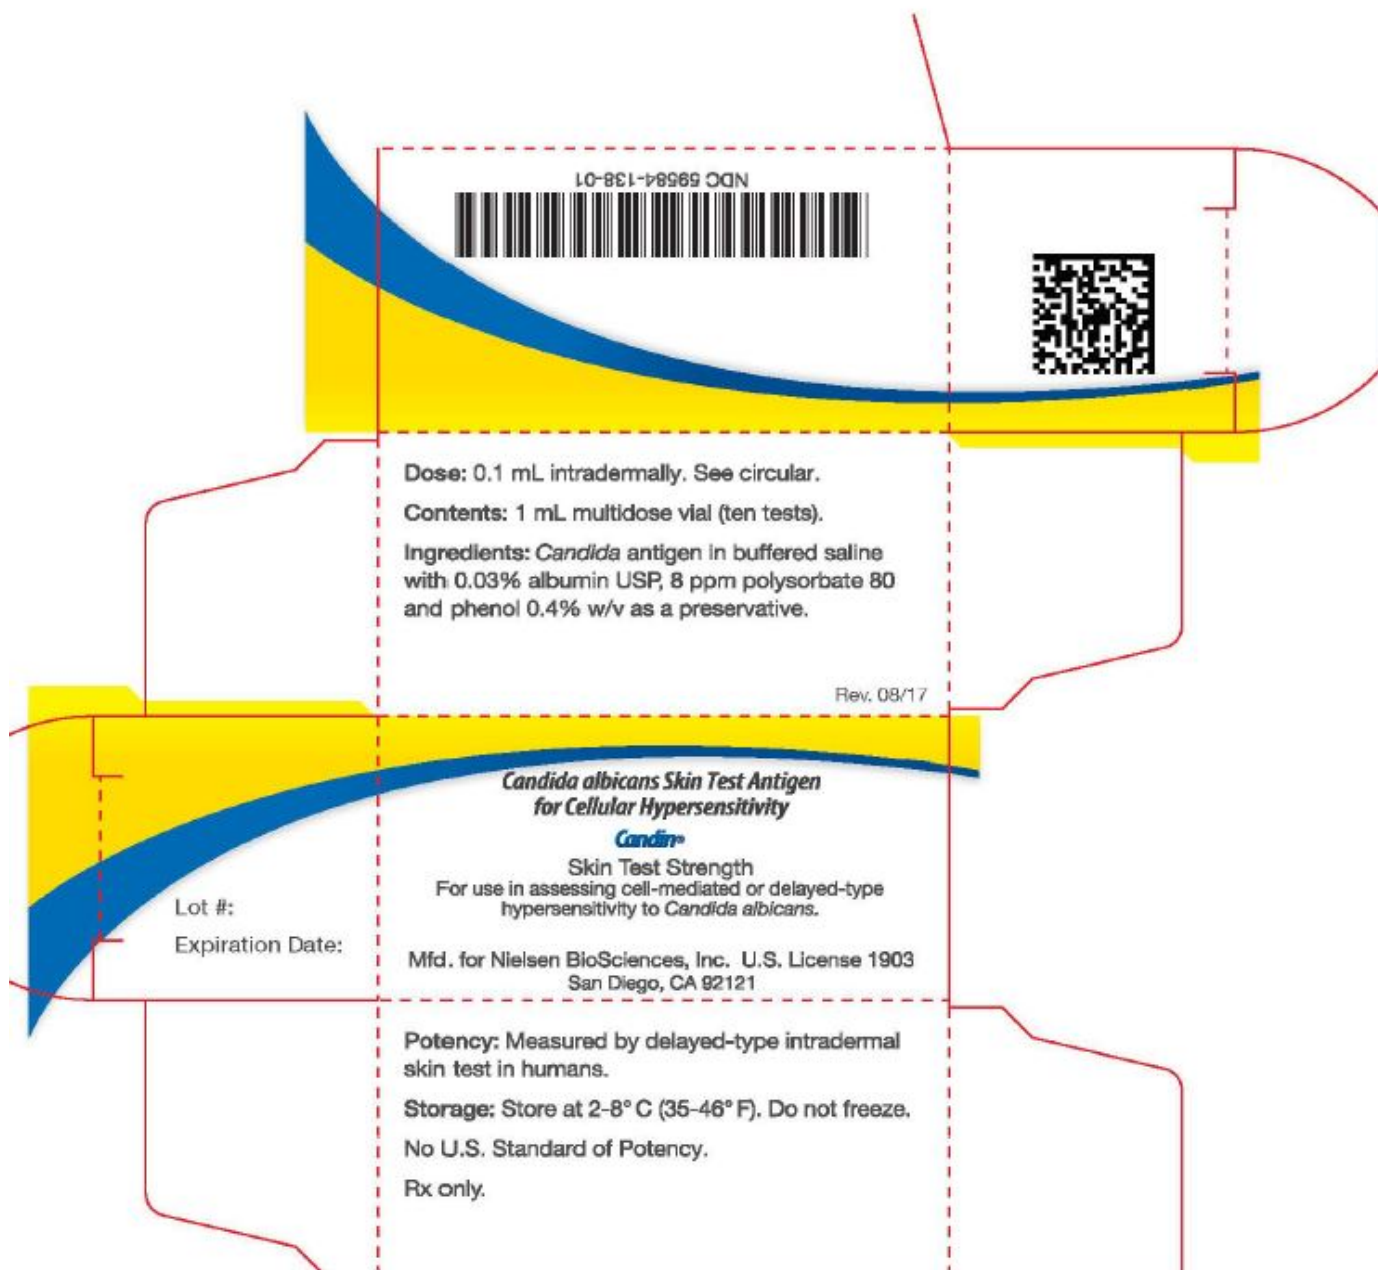 NDC 59584-138-01
Dose: 0.1 mL intradermally. See circular.
Contents: 1 mL multidose vial (ten tests).
Ingredients: Candida antigen in buffered saline
with 0.03% albumin USP, 8 ppm polysorbate 80
and phenol 0.4% w/v as a preservative.
Rev. 08/17
Candida albicans Skin Test Antigen
for Cellular Hypersensitivity
Candin®
Skin Test Strength
For use in assessing cell-mediated or delayed-type
hypersensitivity to Candida albicans.
Mfd. for Nielsen BioSciences, Inc. U.S. License 1903
San Diego, CA 92121
Lot #:
Expiration Date:
Potency: Measured by delayed-type intradermal
skin test in humans.
Storage: Store at 2-8° C (35-46° F). Do not freeze.
No U.S. Standard of Potency.
Rx only.